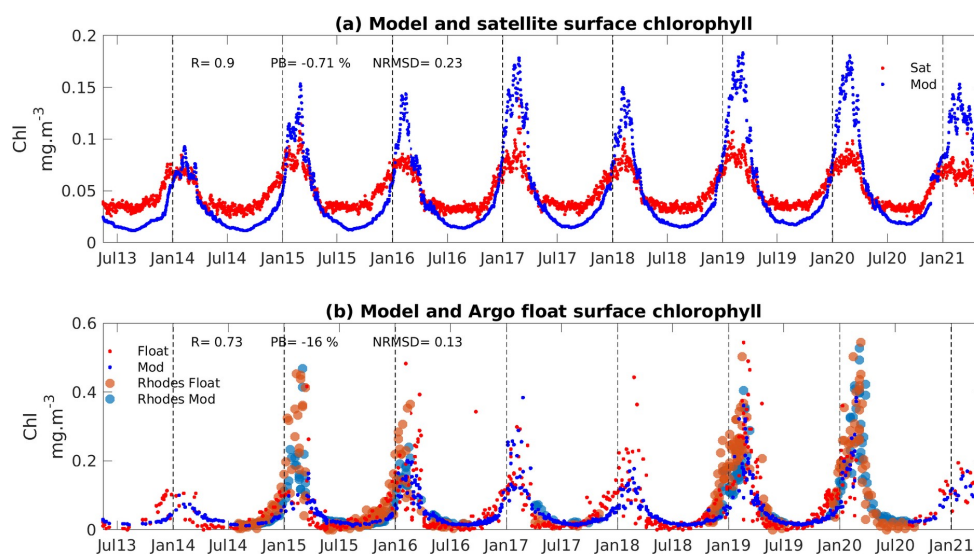 (a) Model and satellite surface chlorophyll
0.2
0.15
0.1
0.05
0
Chl
mg.m-3
R= 0.9 PB= -0.71 % NRMSD= 0.23
Sat
Mod
Jul13 Jan14 Jul14 Jan15 Jul15 Jan16 Jul16 Jan17 Jul17 Jan18 Jul18 Jan19 Jul19 Jan20 Jul20 Jan21
(b) Model and Argo float surface chlorophyll
0.6
0.4
0.2
0
Chl
mg.m-3
R= 0.73 PB= -16 % NRMSD= 0.13
Float
Mod
Rhodes Float
Rhodes Mod
Jul13 Jan14 Jul14 Jan15 Jul15 Jan16 Jul16 Jan17 Jul17 Jan18 Jul18 Jan19 Jul19 Jan20 Jul20 Jan21